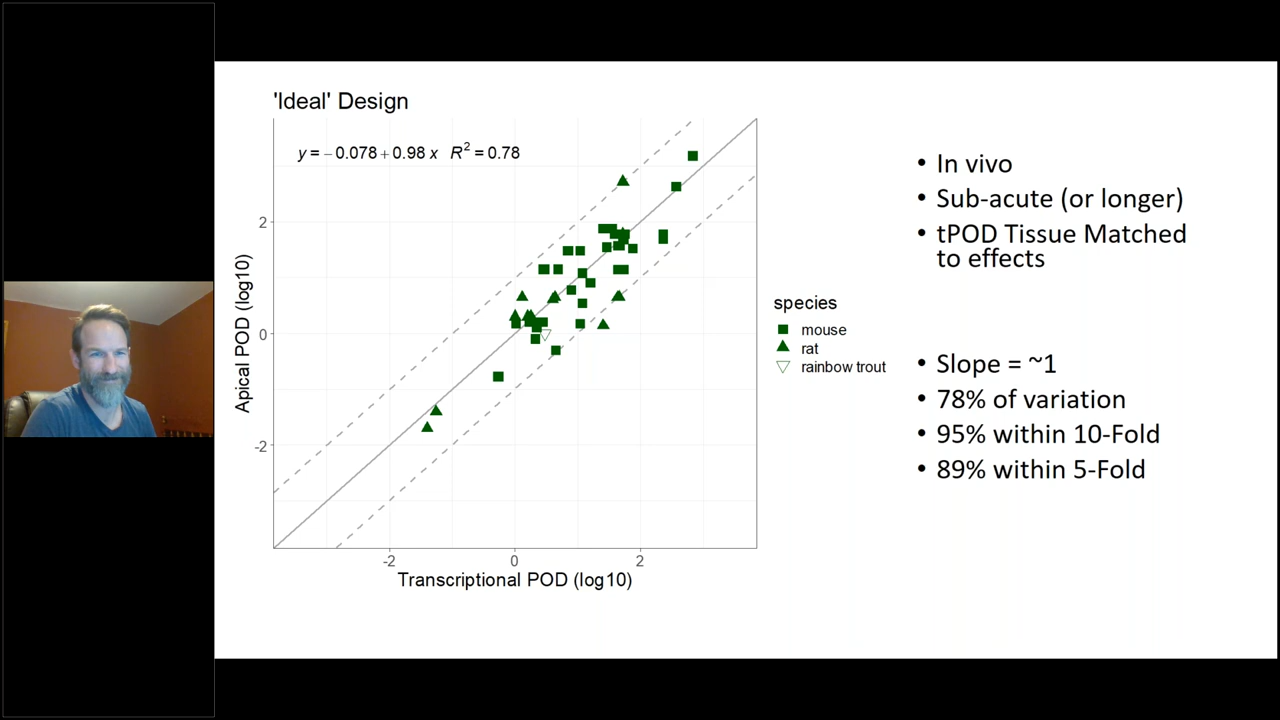 'Ideal' Design
y = − 0.078 + 0.98 x R² = 0.78
2
0
-2
Apical POD (log10)
-2 0 2
Transcriptional POD (log10)
species
mouse
rat
rainbow trout
• In vivo
• Sub-acute (or longer)
• tPOD Tissue Matched
to effects
• Slope = ~1
• 78% of variation
• 95% within 10-Fold
• 89% within 5-Fold